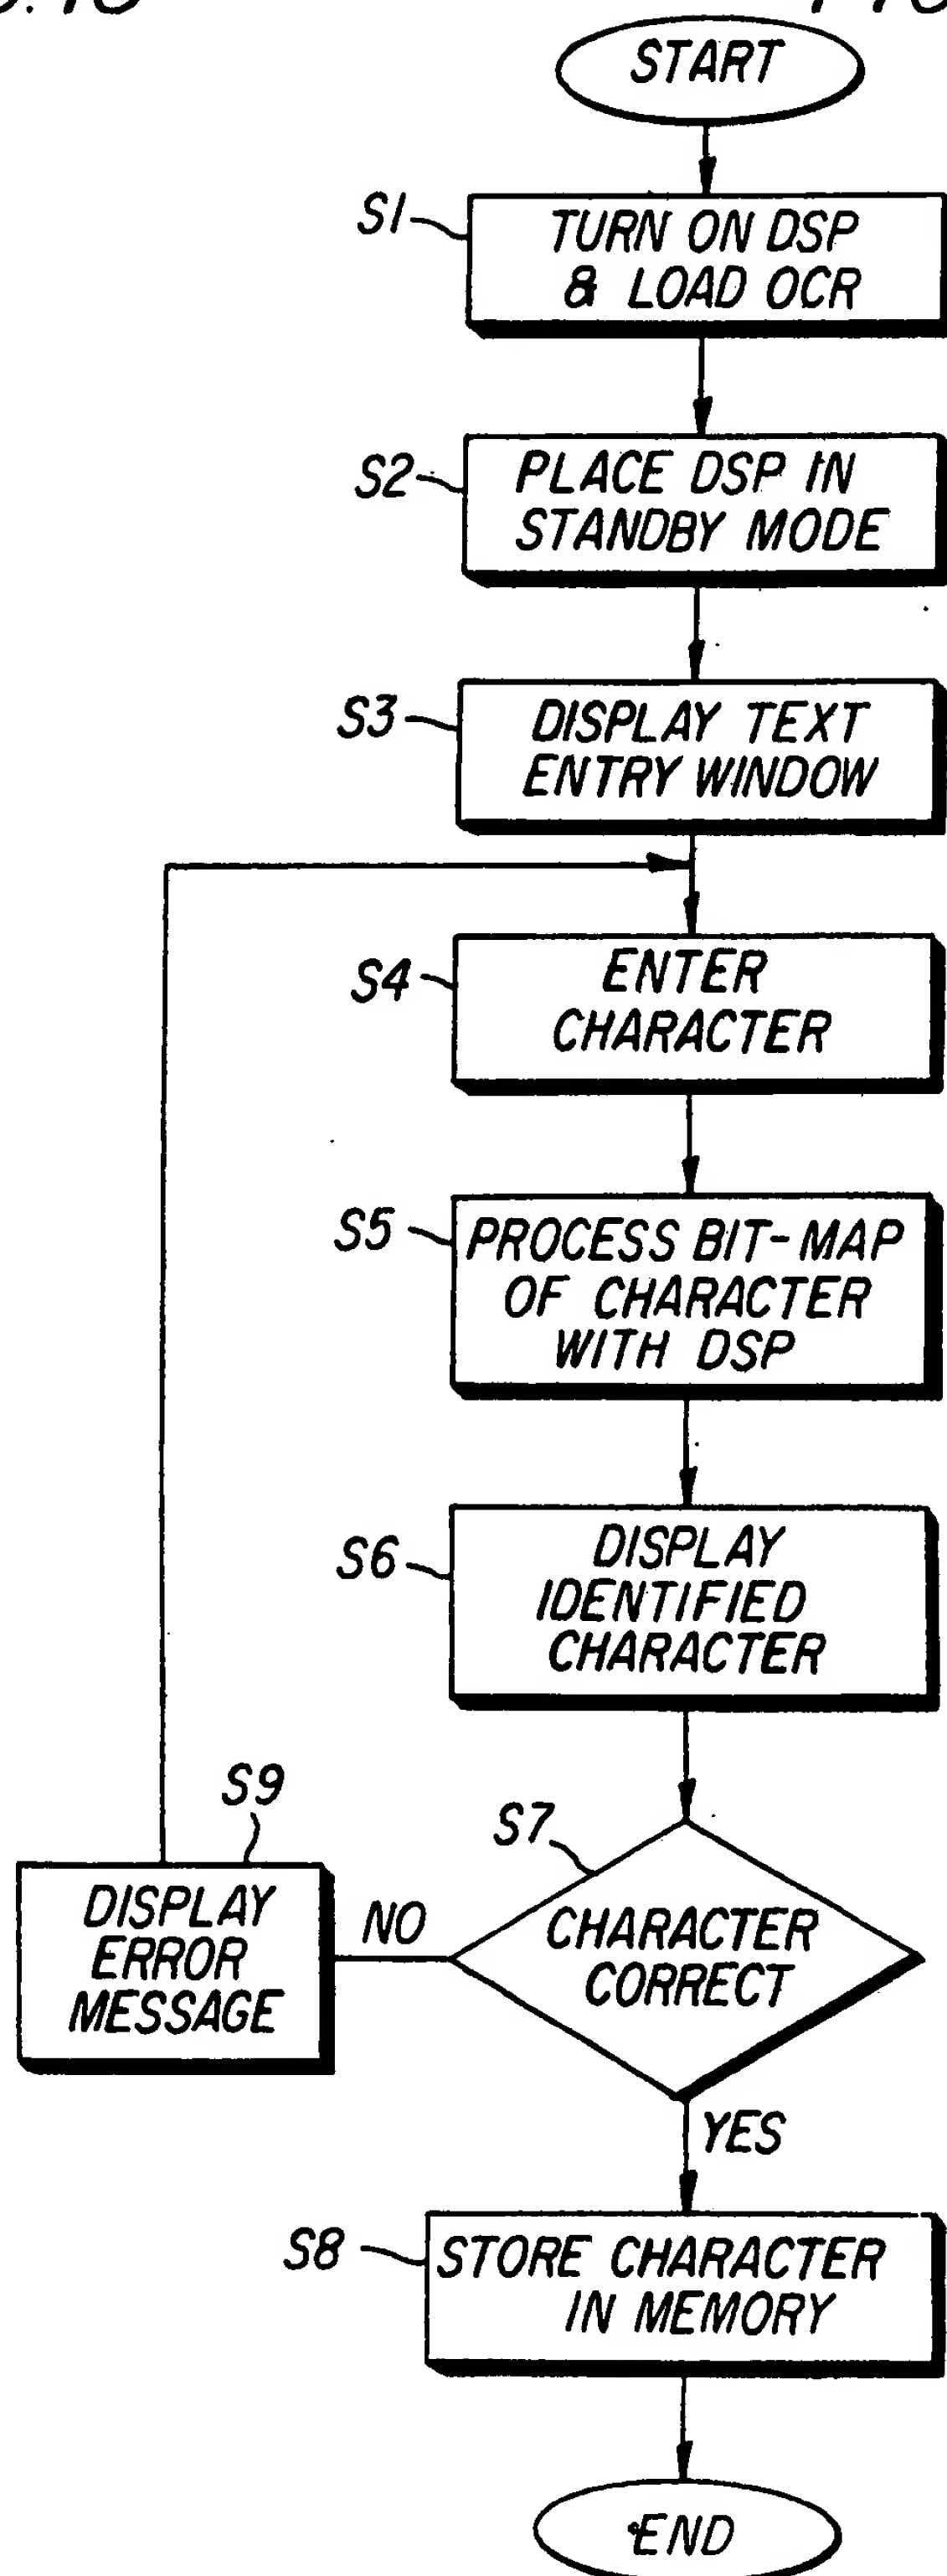 START
S1
TURN ON DSP
& LOAD OCR
S2
PLACE DSP IN
STANDBY MODE
S3
DISPLAY TEXT
ENTRY WINDOW
S4
ENTER
CHARACTER
S5
PROCESS BIT-MAP
OF CHARACTER
WITH DSP
S6
DISPLAY
IDENTIFIED
CHARACTER
S7
CHARACTER
CORRECT
NO
S9
DISPLAY
ERROR
MESSAGE
YES
S8
STORE CHARACTER
IN MEMORY
END